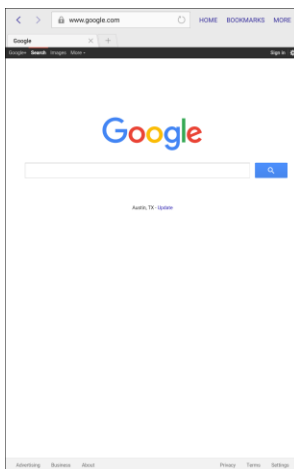 www.google.com HOME BOOKMARKS MORE
Google
Google+ Search Images More
Sign in
Google
Austin, TX - Update
Advertising Business About Privacy Terms Settings